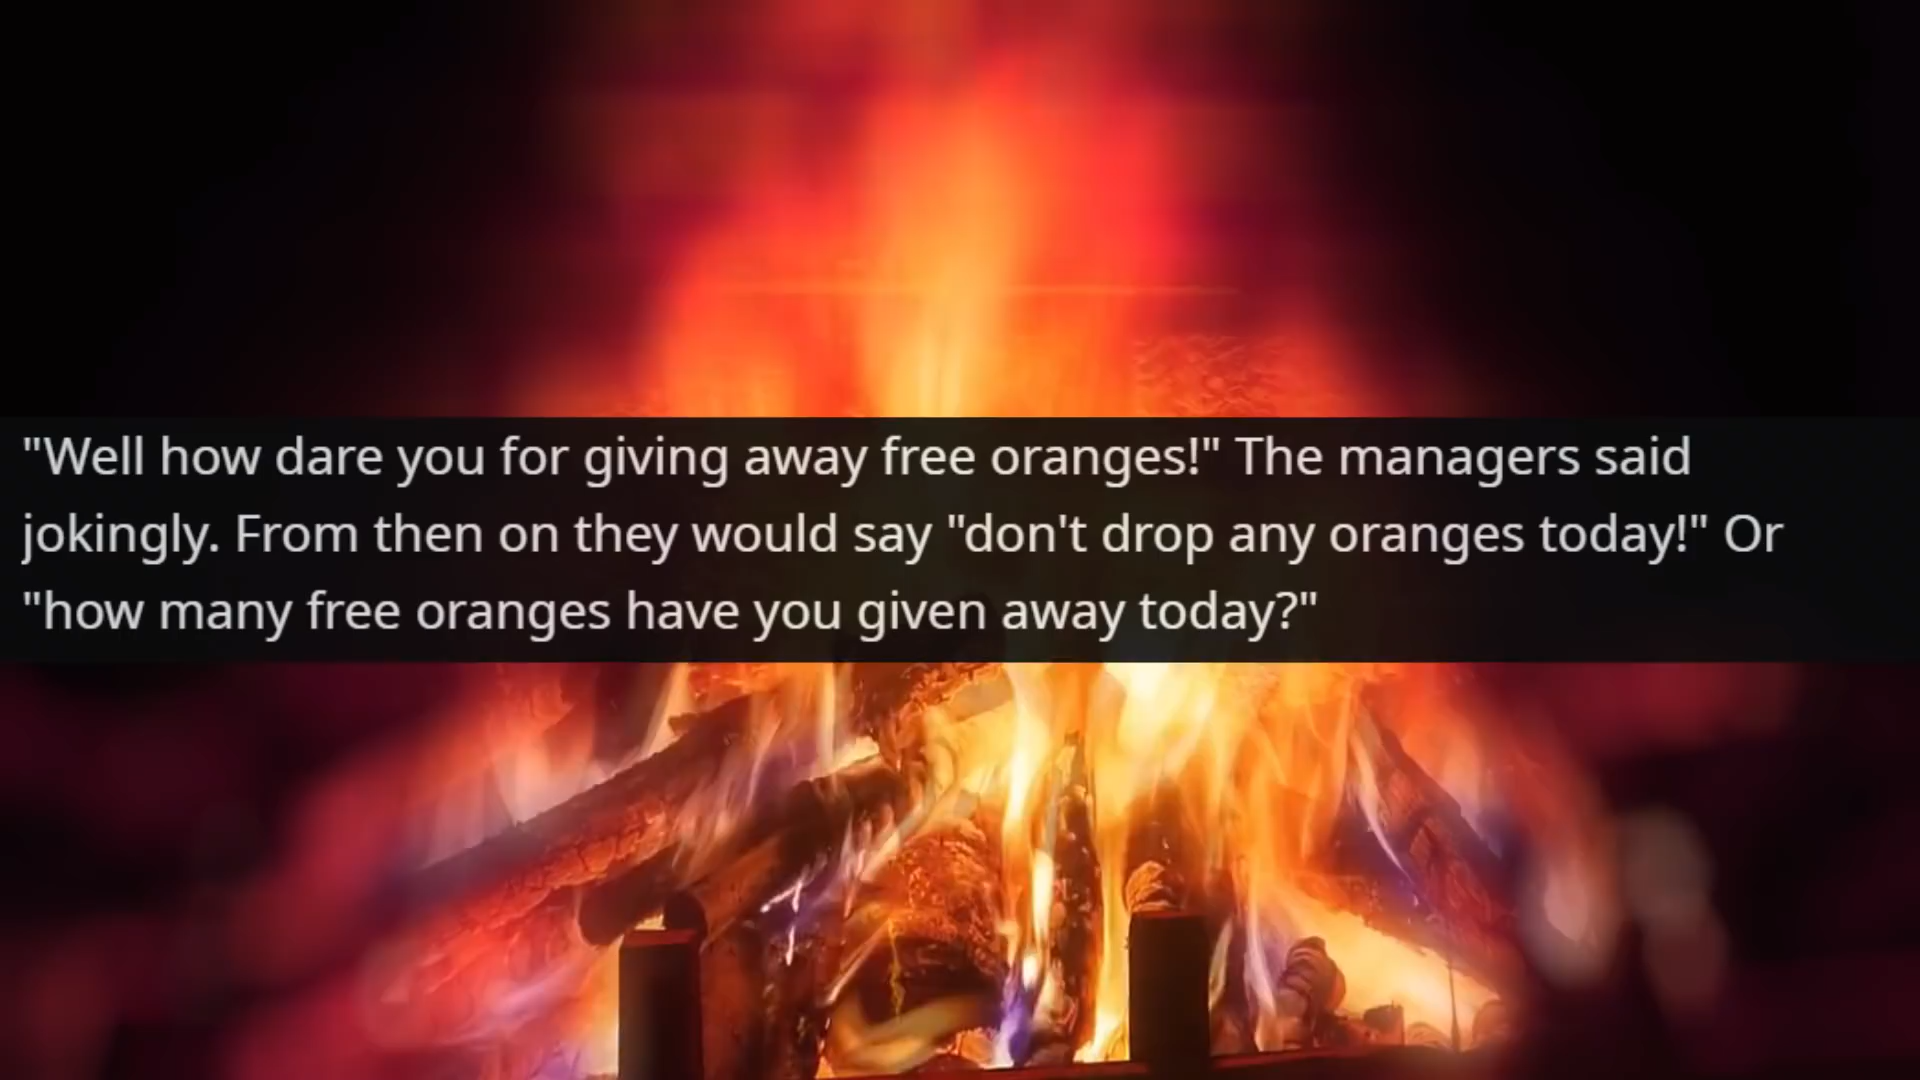 "Well how dare you for giving away free oranges!" The managers said
jokingly. From then on they would say "don't drop any oranges today!" Or
"how many free oranges have you given away today?"